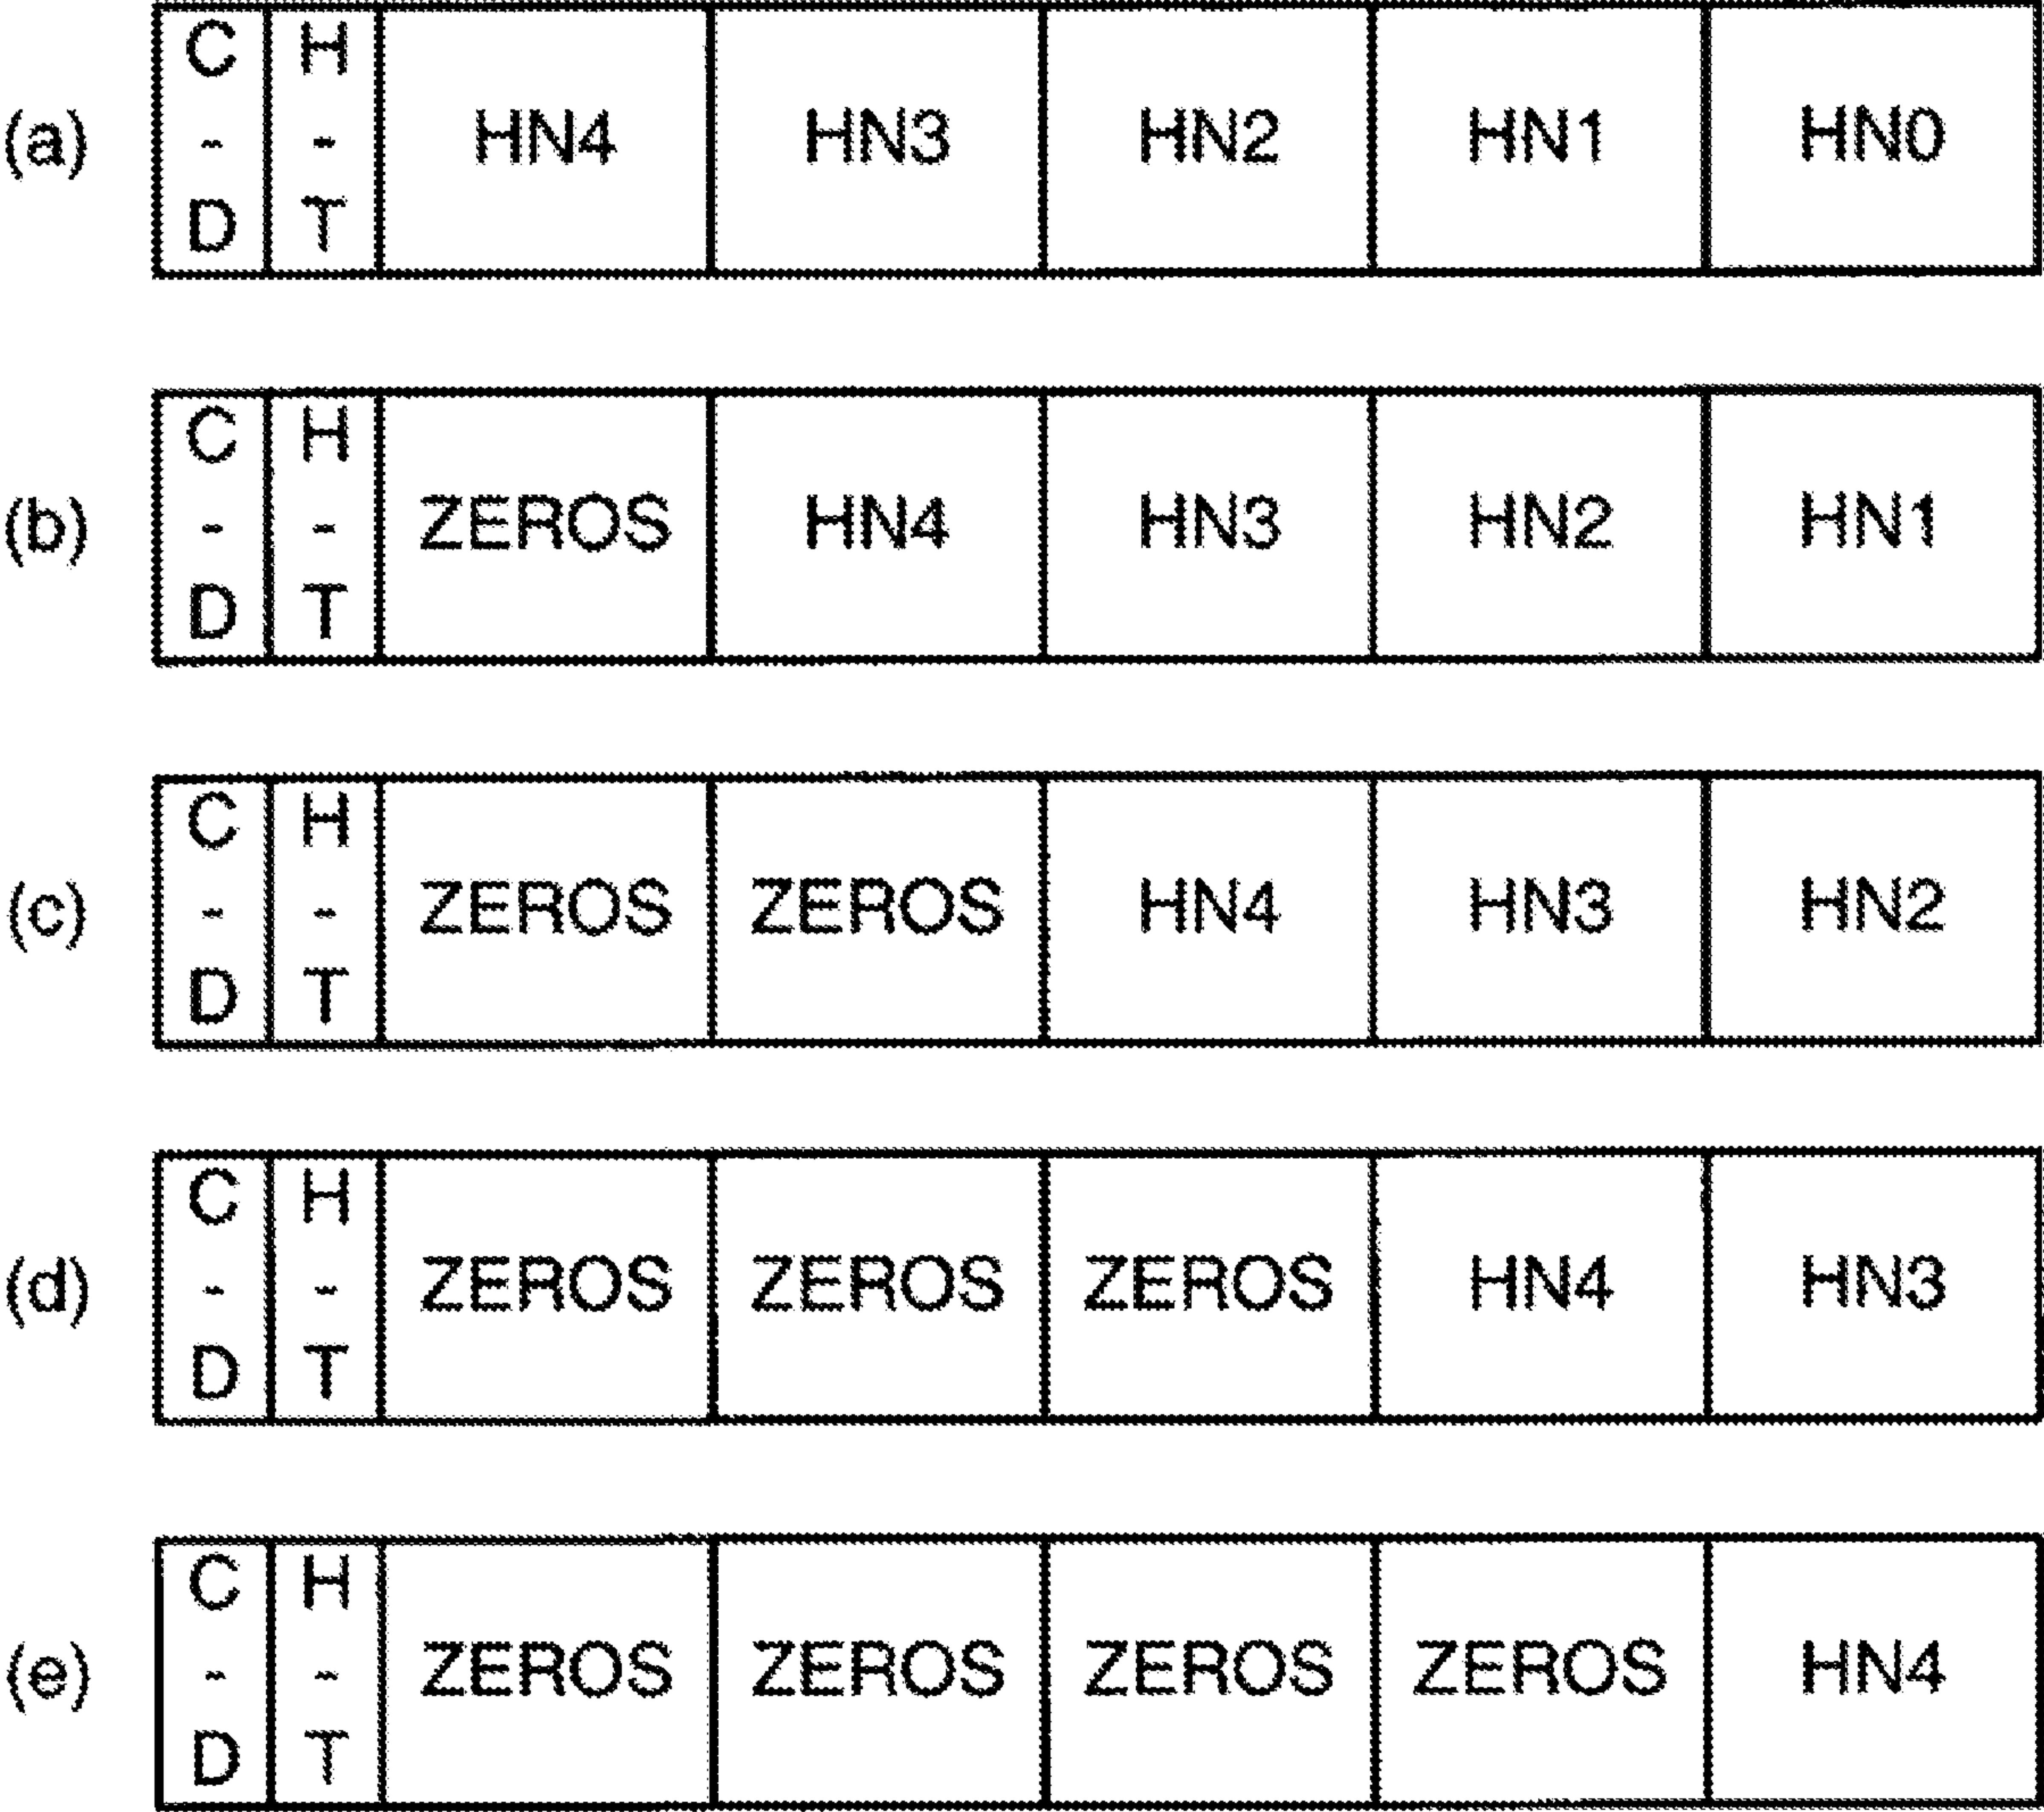 C H
(a) - - HN4 HN3 HN2 HN1 HN0
D T
C H
(b) - - ZEROS HN4 HN3 HN2 HN1
D T
C H
(c) - - ZEROS ZEROS HN4 HN3 HN2
D T
C H
(d) - - ZEROS ZEROS ZEROS HN4 HN3
D T
C H
(e) - - ZEROS ZEROS ZEROS ZEROS HN4
D T